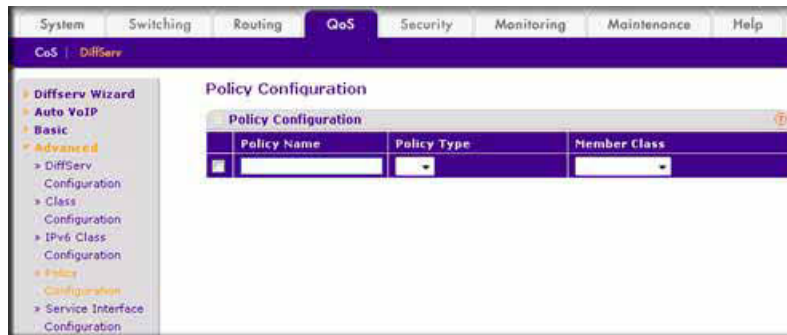 System Switching Routing QoS Security Monitoring Maintenance Help
CoS | DiffServ
Diffserv Wizard
Auto VoIP
Basic
Advanced
» DiffServ
Configuration
» Class
Configuration
» IPv6 Class
Configuration
» Policy
Configuration
» Service Interface
Configuration
Policy Configuration
Policy Configuration
Policy Name Policy Type Member Class